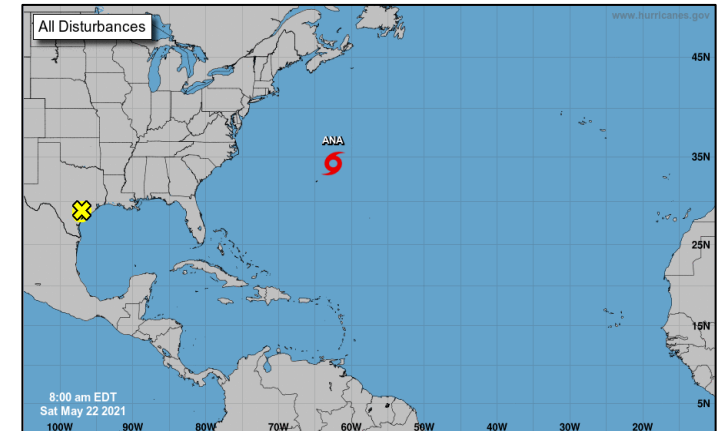 All Disturbances
www.hurricanes.gov
45N
ANA
35N
25N
15N
8:00 am EDT
Sat May 22 2021
5N
100W 90W 80W 70W 60W 50W 40W 30W 20W 10W